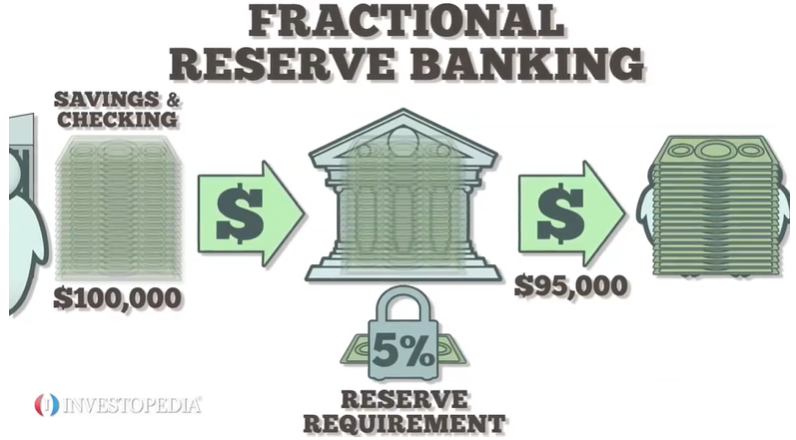 FRACTIONAL
RESERVE BANKING
SAVINGS &
CHECKING
$
$
$100,000
$95,000
5%
RESERVE
REQUIREMENT
INVESTOPEDIA